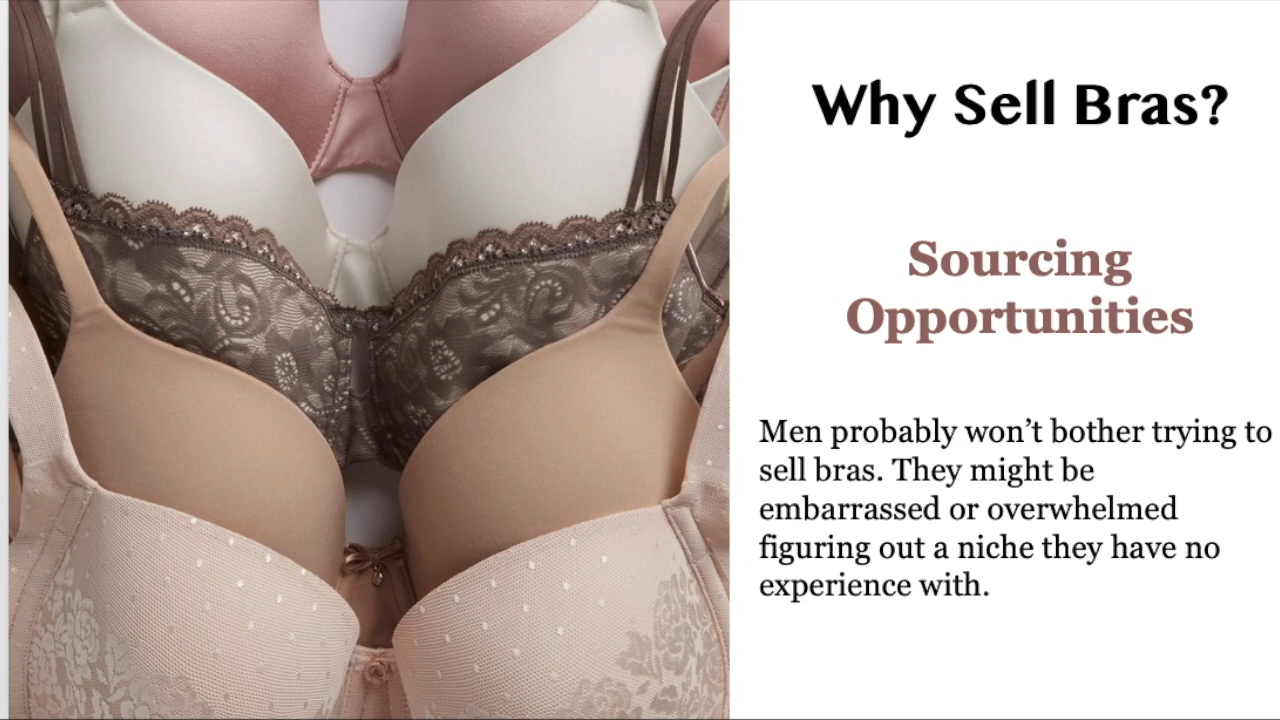 Why Sell Bras?
Sourcing
Opportunities
Men probably won’t bother trying to
sell bras. They might be
embarrassed or overwhelmed
figuring out a niche they have no
experience with.